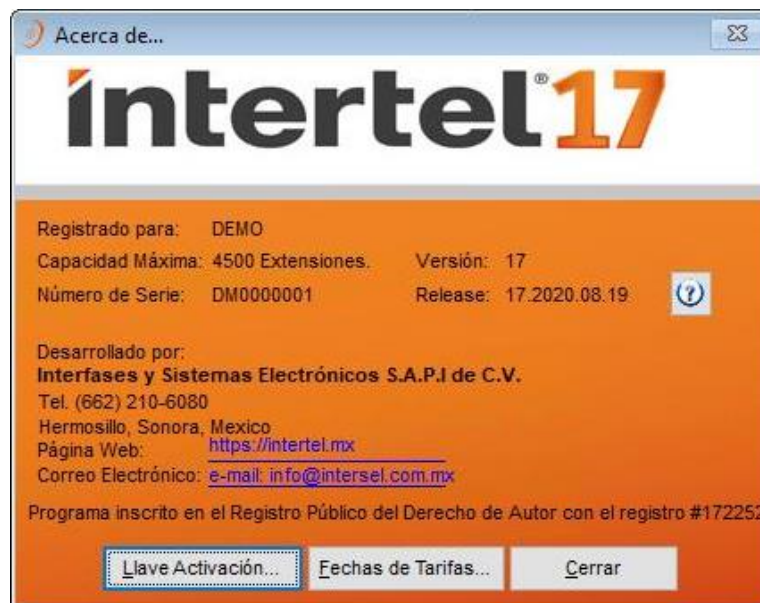 Acerca de...
íntertel®17
Registrado para: DEMO
Capacidad Máxima: 4500 Extensiones. Versión: 17
Número de Serie: DM0000001 Release: 17.2020.08.19
Desarrollado por:
Interfases y Sistemas Electrónicos S.A.P.I de C.V.
Tel. (662) 210-6080
Hermosillo, Sonora, Mexico
Página Web: https://intertel.mx
Correo Electrónico: e-mail: info@intersel.com.mx
Programa inscrito en el Registro Público del Derecho de Autor con el registro #172252
Llave Activación... Fechas de Tarifas... Cerrar